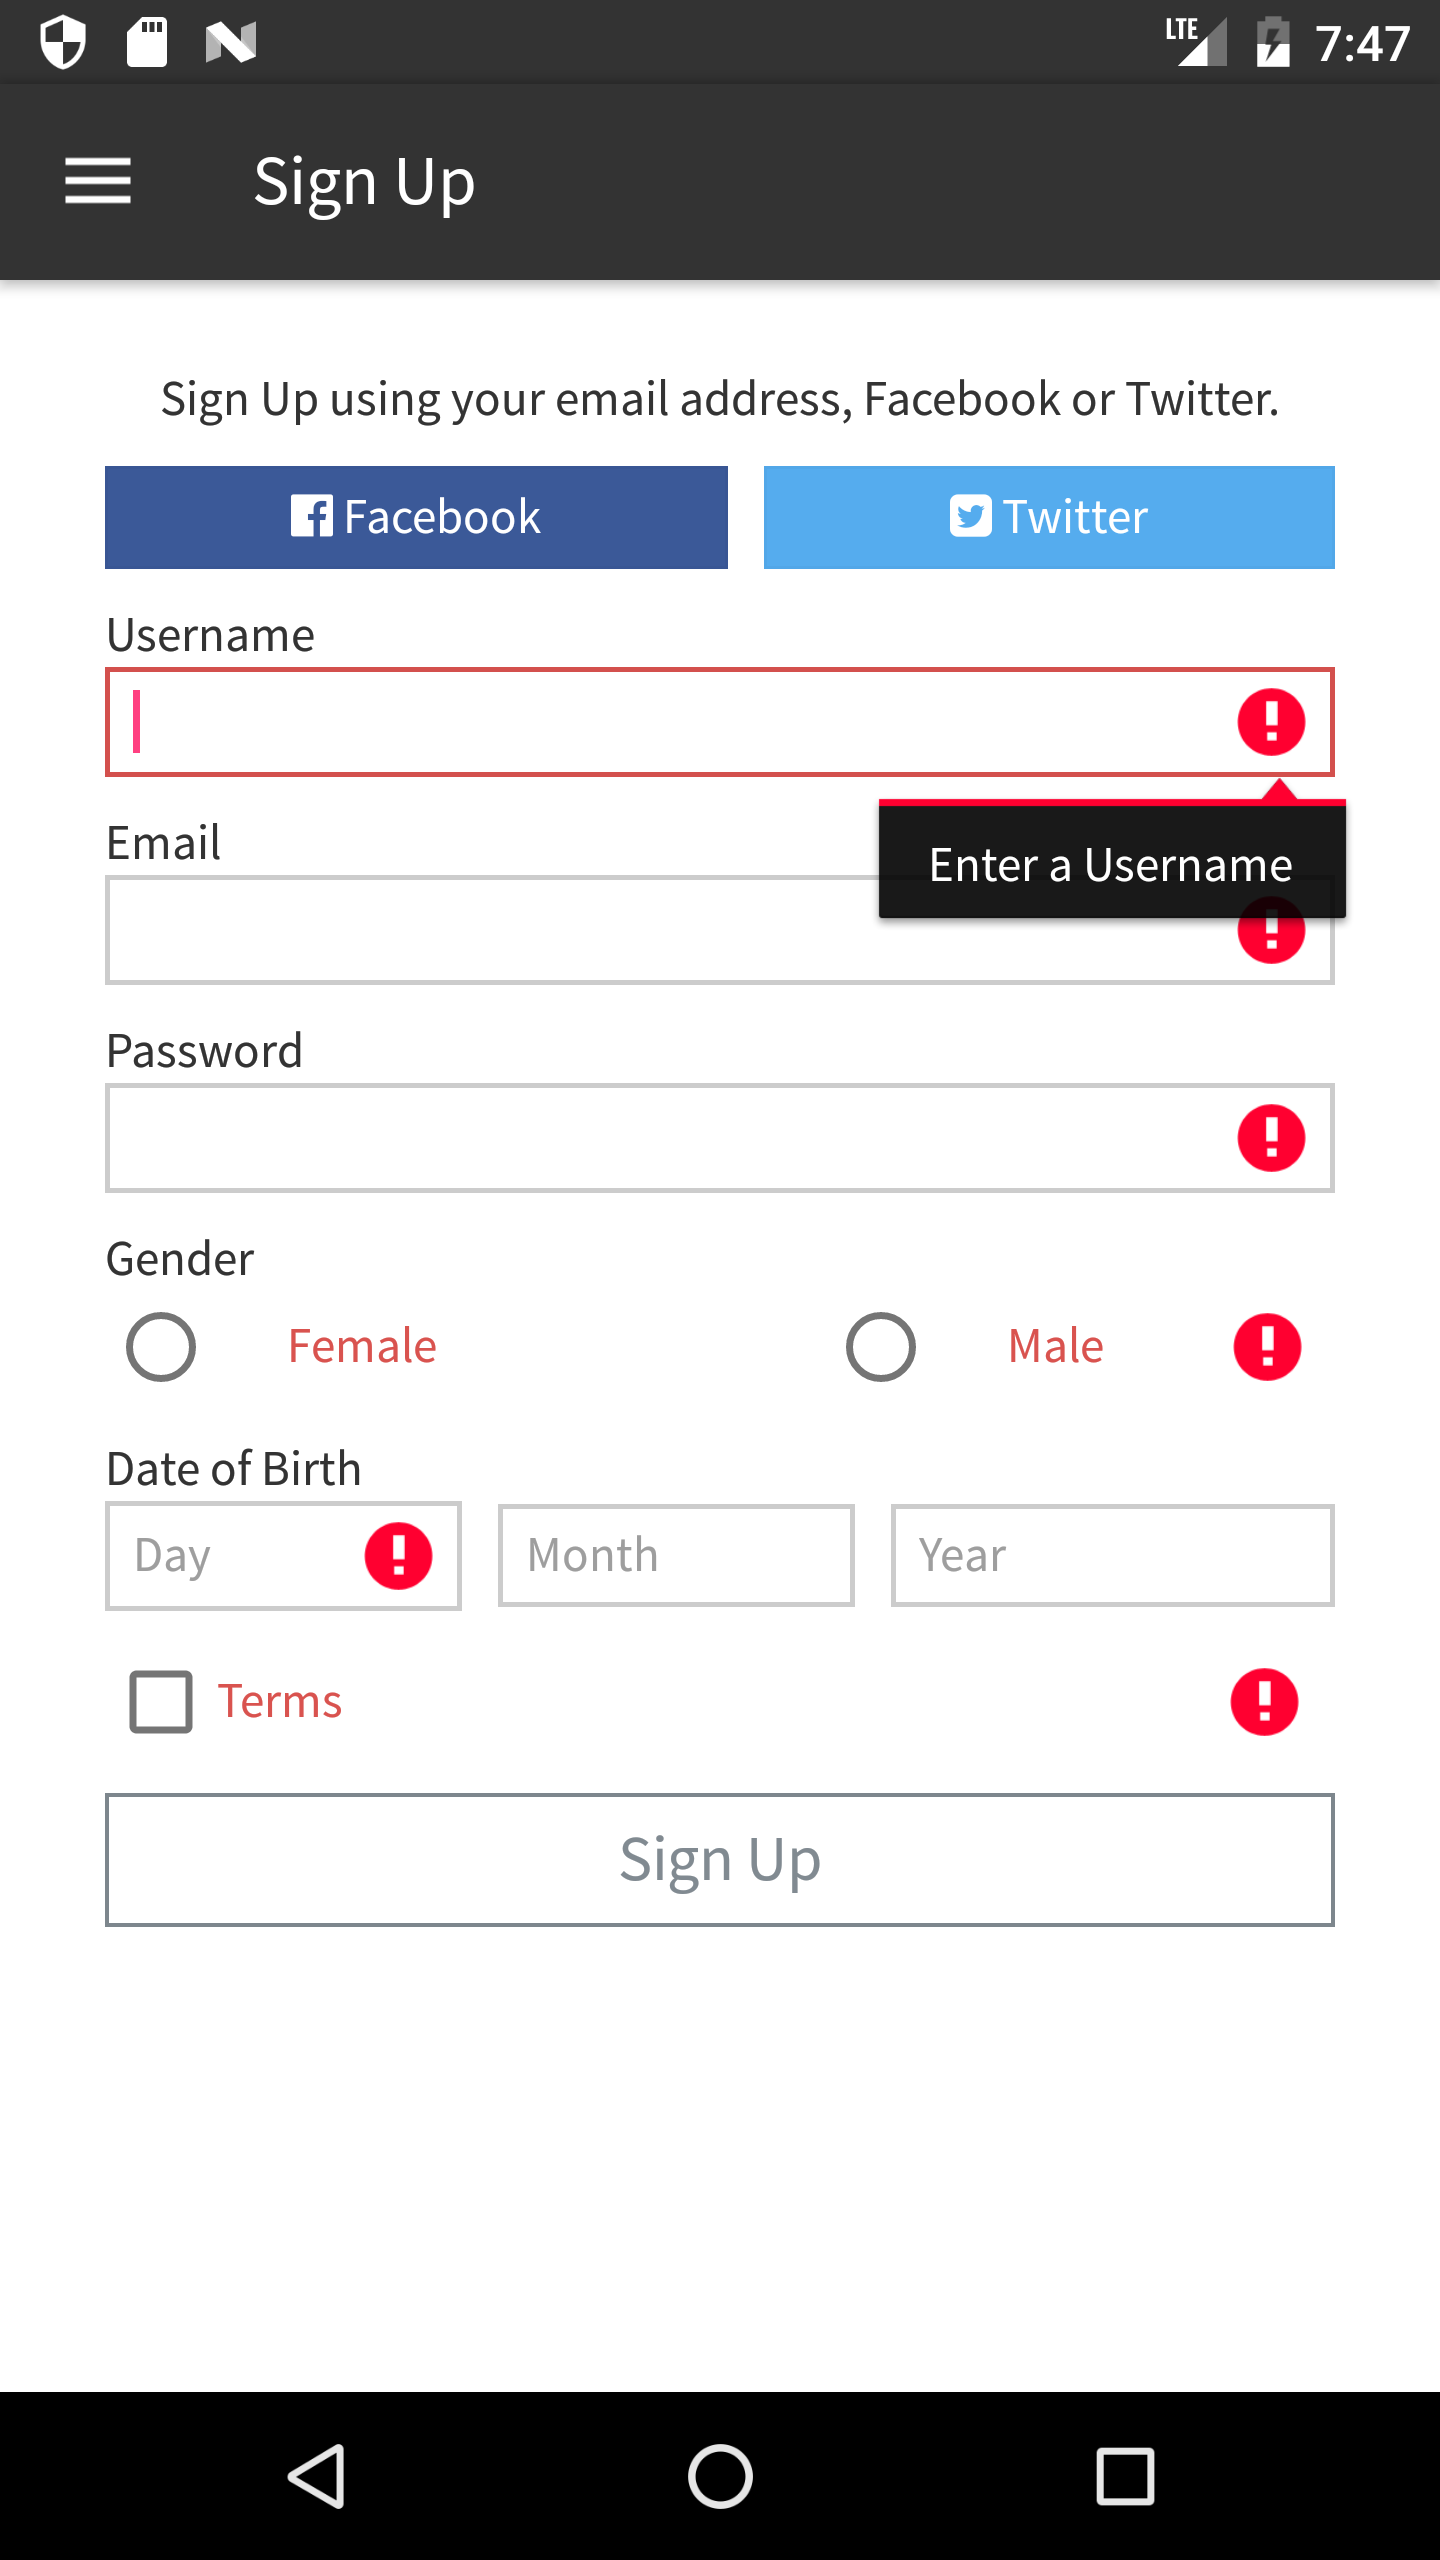 LTE 7:47
Sign Up
Sign Up using your email address, Facebook or Twitter.
Facebook Twitter
Username
Email
Enter a Username
Password
Gender
Female Male
Date of Birth
Day Month Year
Terms
Sign Up